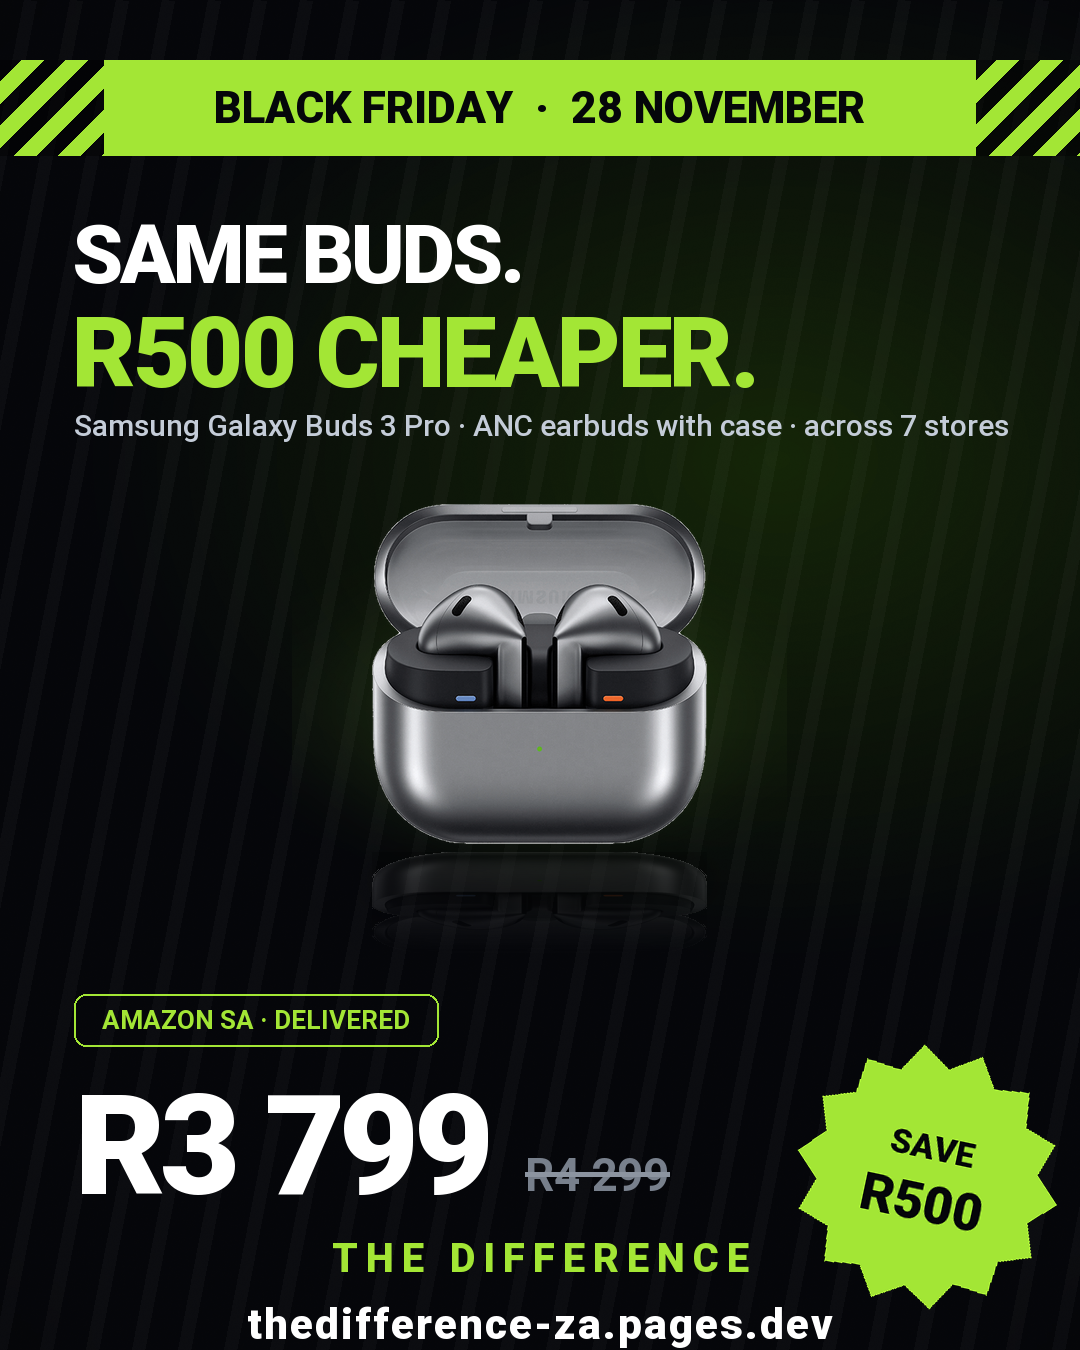 BLACK FRIDAY · 28 NOVEMBER
SAME BUDS.
R500 CHEAPER.
Samsung Galaxy Buds 3 Pro · ANC earbuds with case · across 7 stores
AMAZON SA · DELIVERED
R3 799 R4 299
SAVE
R500
THE DIFFERENCE
thedifference-za.pages.dev